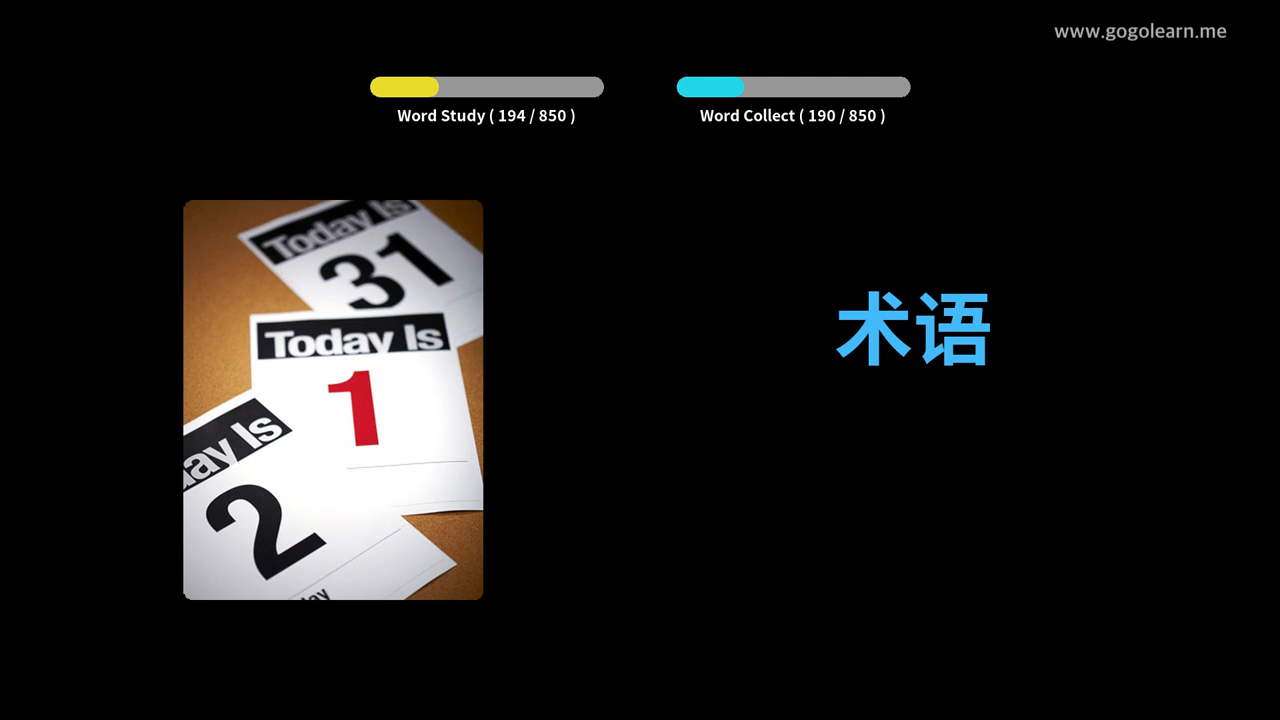 www.gogolearn.me
Word Study ( 194 / 850 )
Word Collect ( 190 / 850 )
Today Is
31
Today Is
1
术语
ay Is
2
ay